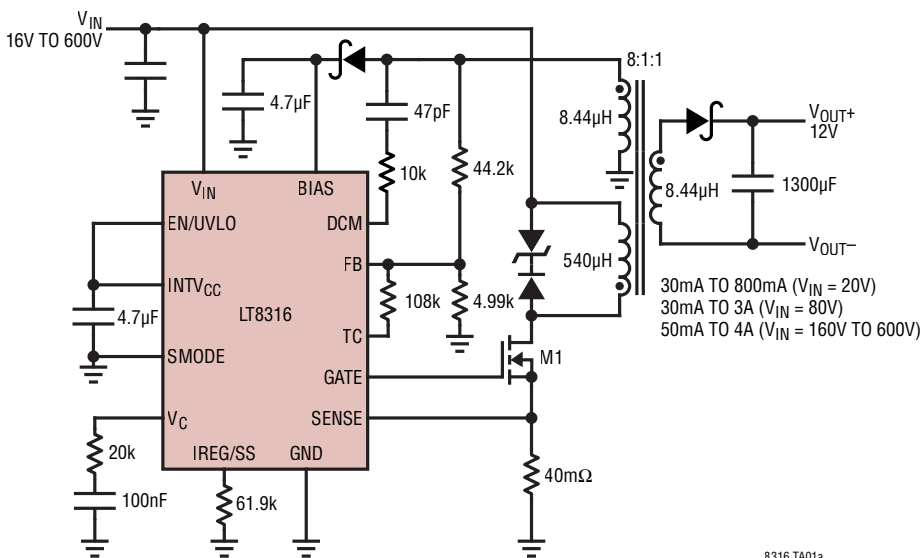 VIN
16V TO 600V
8:1:1
4.7µF
47pF
8.44µH
VOUT+
12V
10k
44.2k
1300µF
8.44µH
VIN
BIAS
EN/UVLO
DCM
VOUT–
FB
540µH
INTVCC
30mA TO 800mA (VIN = 20V)
30mA TO 3A (VIN = 80V)
50mA TO 4A (VIN = 160V TO 600V)
108k
4.99k
4.7µF
LT8316
TC
SMODE
M1
GATE
VC
SENSE
20k
IREG/SS
GND
40mΩ
100nF
61.9k
8316 TA01a